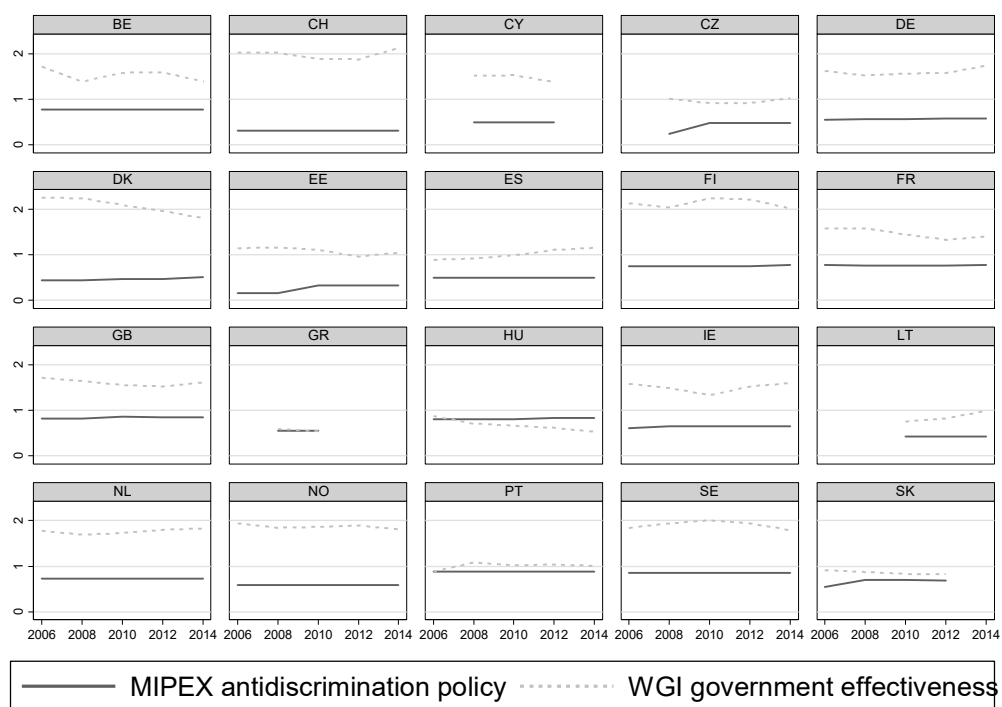 BE CH CY CZ DE
2
1
0
DK EE ES FI FR
2
1
0
GB GR HU IE LT
2
1
0
NL NO PT SE SK
2
1
0
2006 2008 2010 2012 2014 2006 2008 2010 2012 2014 2006 2008 2010 2012 2014 2006 2008 2010 2012 2014 2006 2008 2010 2012 2014
MIPEX antidiscrimination policy WGI government effectiveness